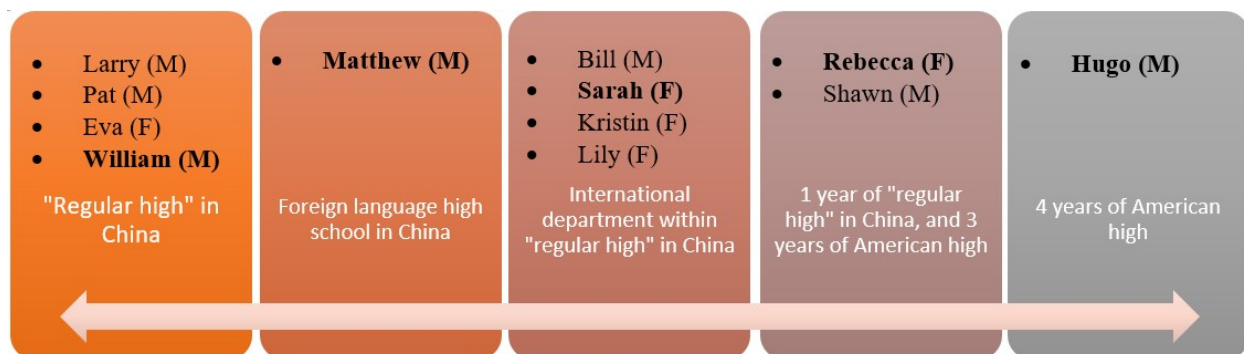 • Larry (M)
• Pat (M)
• Eva (F)
• William (M)
"Regular high" in
China
• Matthew (M)
Foreign language high
school in China
• Bill (M)
• Sarah (F)
• Kristin (F)
• Lily (F)
International
department within
"regular high" in China
• Rebecca (F)
• Shawn (M)
1 year of "regular
high" in China, and 3
years of American high
• Hugo (M)
4 years of American
high